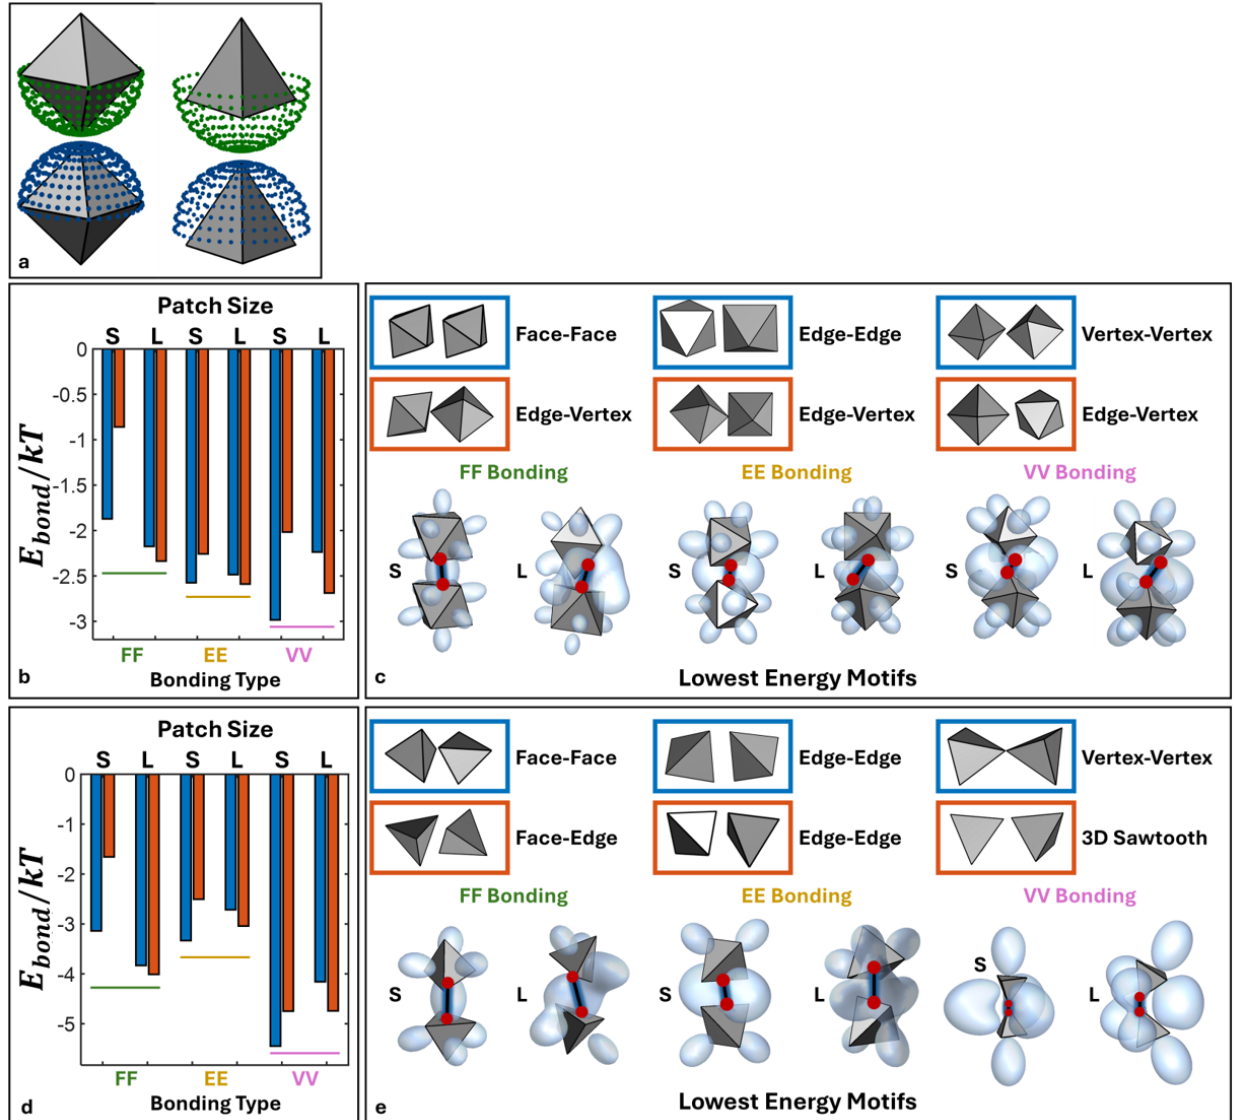 a
Patch Size
S L S L S L
0
-0.5
-1
-1.5
-2
-2.5
-3
E_bond/kT
FF EE VV
Bonding Type
b
Face-Face
Edge-Edge
Vertex-Vertex
Edge-Vertex
Edge-Vertex
Edge-Vertex
FF Bonding
EE Bonding
VV Bonding
S L S L S L
Lowest Energy Motifs
c
Patch Size
S L S L S L
0
-1
-2
-3
-4
-5
E_bond/kT
FF EE VV
Bonding Type
d
Face-Face
Edge-Edge
Vertex-Vertex
Face-Edge
Edge-Edge
3D Sawtooth
FF Bonding
EE Bonding
VV Bonding
S L S L S L
Lowest Energy Motifs
e